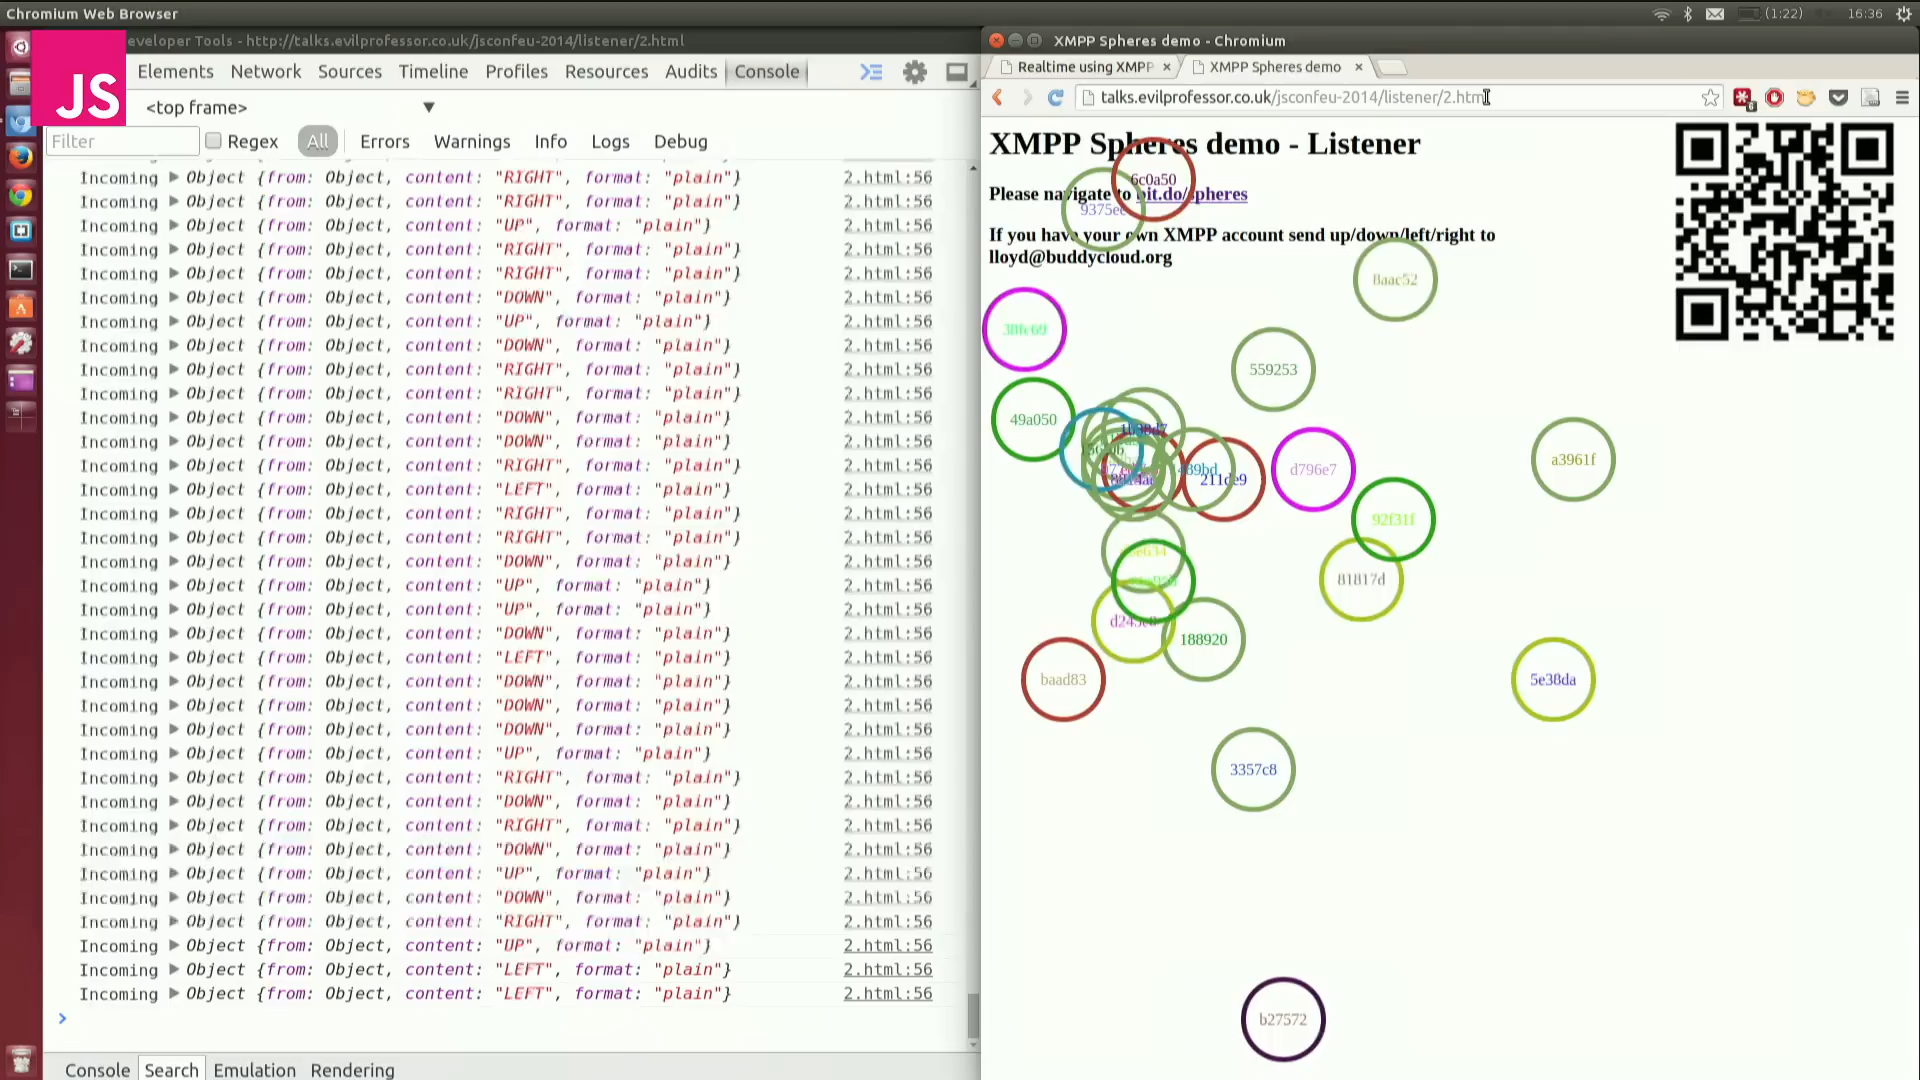 Chromium Web Browser
(1:22)
16:36
JS
eveloper Tools - http://talks.evilprofessor.co.uk/jsconfeu-2014/listener/2.html
Elements Network Sources Timeline Profiles Resources Audits Console
<top frame>
Filter Regex All Errors Warnings Info Logs Debug
Incoming Object {from: Object, content: "RIGHT", format: "plain"} 2.html:56
Incoming Object {from: Object, content: "RIGHT", format: "plain"} 2.html:56
Incoming Object {from: Object, content: "UP", format: "plain"} 2.html:56
Incoming Object {from: Object, content: "RIGHT", format: "plain"} 2.html:56
Incoming Object {from: Object, content: "RIGHT", format: "plain"} 2.html:56
Incoming Object {from: Object, content: "DOWN", format: "plain"} 2.html:56
Incoming Object {from: Object, content: "UP", format: "plain"} 2.html:56
Incoming Object {from: Object, content: "DOWN", format: "plain"} 2.html:56
Incoming Object {from: Object, content: "RIGHT", format: "plain"} 2.html:56
Incoming Object {from: Object, content: "RIGHT", format: "plain"} 2.html:56
Incoming Object {from: Object, content: "DOWN", format: "plain"} 2.html:56
Incoming Object {from: Object, content: "DOWN", format: "plain"} 2.html:56
Incoming Object {from: Object, content: "RIGHT", format: "plain"} 2.html:56
Incoming Object {from: Object, content: "LEFT", format: "plain"} 2.html:56
Incoming Object {from: Object, content: "RIGHT", format: "plain"} 2.html:56
Incoming Object {from: Object, content: "RIGHT", format: "plain"} 2.html:56
Incoming Object {from: Object, content: "DOWN", format: "plain"} 2.html:56
Incoming Object {from: Object, content: "UP", format: "plain"} 2.html:56
Incoming Object {from: Object, content: "UP", format: "plain"} 2.html:56
Incoming Object {from: Object, content: "DOWN", format: "plain"} 2.html:56
Incoming Object {from: Object, content: "LEFT", format: "plain"} 2.html:56
Incoming Object {from: Object, content: "DOWN", format: "plain"} 2.html:56
Incoming Object {from: Object, content: "DOWN", format: "plain"} 2.html:56
Incoming Object {from: Object, content: "DOWN", format: "plain"} 2.html:56
Incoming Object {from: Object, content: "UP", format: "plain"} 2.html:56
Incoming Object {from: Object, content: "RIGHT", format: "plain"} 2.html:56
Incoming Object {from: Object, content: "DOWN", format: "plain"} 2.html:56
Incoming Object {from: Object, content: "RIGHT", format: "plain"} 2.html:56
Incoming Object {from: Object, content: "DOWN", format: "plain"} 2.html:56
Incoming Object {from: Object, content: "UP", format: "plain"} 2.html:56
Incoming Object {from: Object, content: "DOWN", format: "plain"} 2.html:56
Incoming Object {from: Object, content: "RIGHT", format: "plain"} 2.html:56
Incoming Object {from: Object, content: "UP", format: "plain"} 2.html:56
Incoming Object {from: Object, content: "LEFT", format: "plain"} 2.html:56
Incoming Object {from: Object, content: "LEFT", format: "plain"} 2.html:56
Console Search Emulation Rendering
XMPP Spheres demo - Chromium
Realtime using XMPP
XMPP Spheres demo
talks.evilprofessor.co.uk/jsconfeu-2014/listener/2.htm
XMPP Spheres demo - Listener
6c0a50
Please navigate to bit.do/spheres
If you have your own XMPP account send up/down/left/right to
lloyd@buddycloud.org
8aac52
38fc69
559253
49a050
211de9
d796e7
a3961f
92f31f
81817d
188920
baad83
5e38da
3357c8
b27572